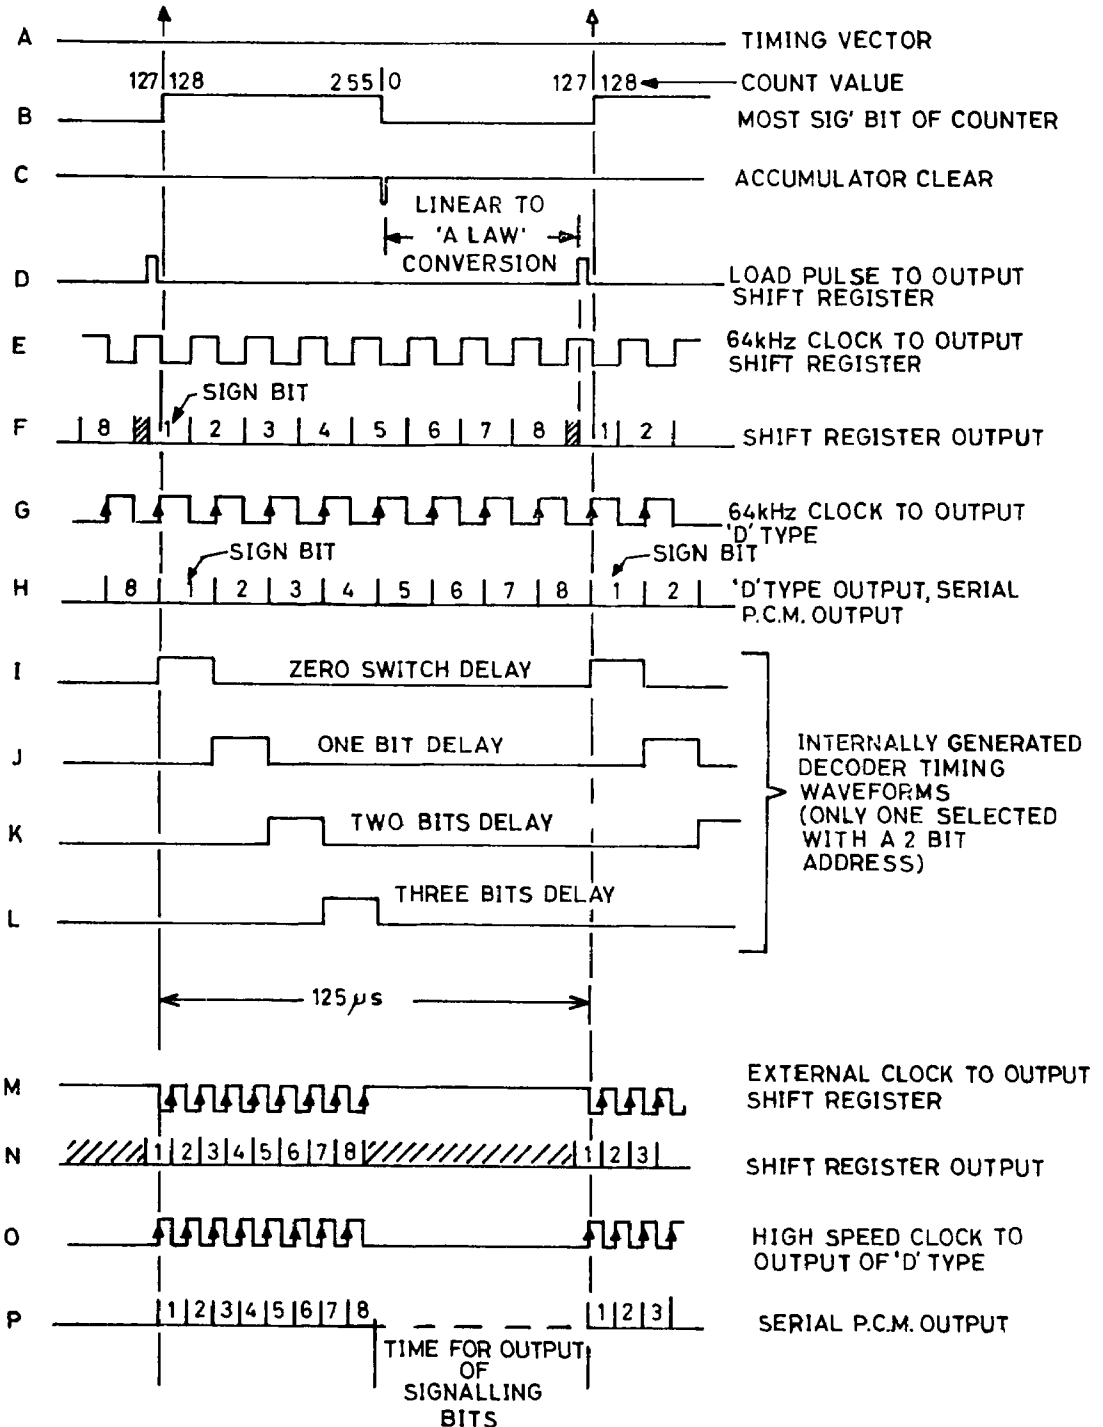 A TIMING VECTOR
127 128 255 0 127 128 COUNT VALUE
B MOST SIG' BIT OF COUNTER
C ACCUMULATOR CLEAR
LINEAR TO
'A LAW'
CONVERSION
D LOAD PULSE TO OUTPUT
SHIFT REGISTER
E 64kHz CLOCK TO OUTPUT
SHIFT REGISTER
SIGN BIT
F 8 1 2 3 4 5 6 7 8 1 2 SHIFT REGISTER OUTPUT
G 64kHz CLOCK TO OUTPUT
'D' TYPE
SIGN BIT SIGN BIT
H 8 1 2 3 4 5 6 7 8 1 2 'D' TYPE OUTPUT, SERIAL
P.C.M. OUTPUT
I ZERO SWITCH DELAY
J ONE BIT DELAY
K TWO BITS DELAY
L THREE BITS DELAY
INTERNALLY GENERATED
DECODER TIMING
WAVEFORMS
(ONLY ONE SELECTED
WITH A 2 BIT
ADDRESS)
125 µs
M EXTERNAL CLOCK TO OUTPUT
SHIFT REGISTER
N 1 2 3 4 5 6 7 8 1 2 3 SHIFT REGISTER OUTPUT
O HIGH SPEED CLOCK TO
OUTPUT OF 'D' TYPE
P 1 2 3 4 5 6 7 8 1 2 3 SERIAL P.C.M. OUTPUT
TIME FOR OUTPUT
OF
SIGNALLING
BITS